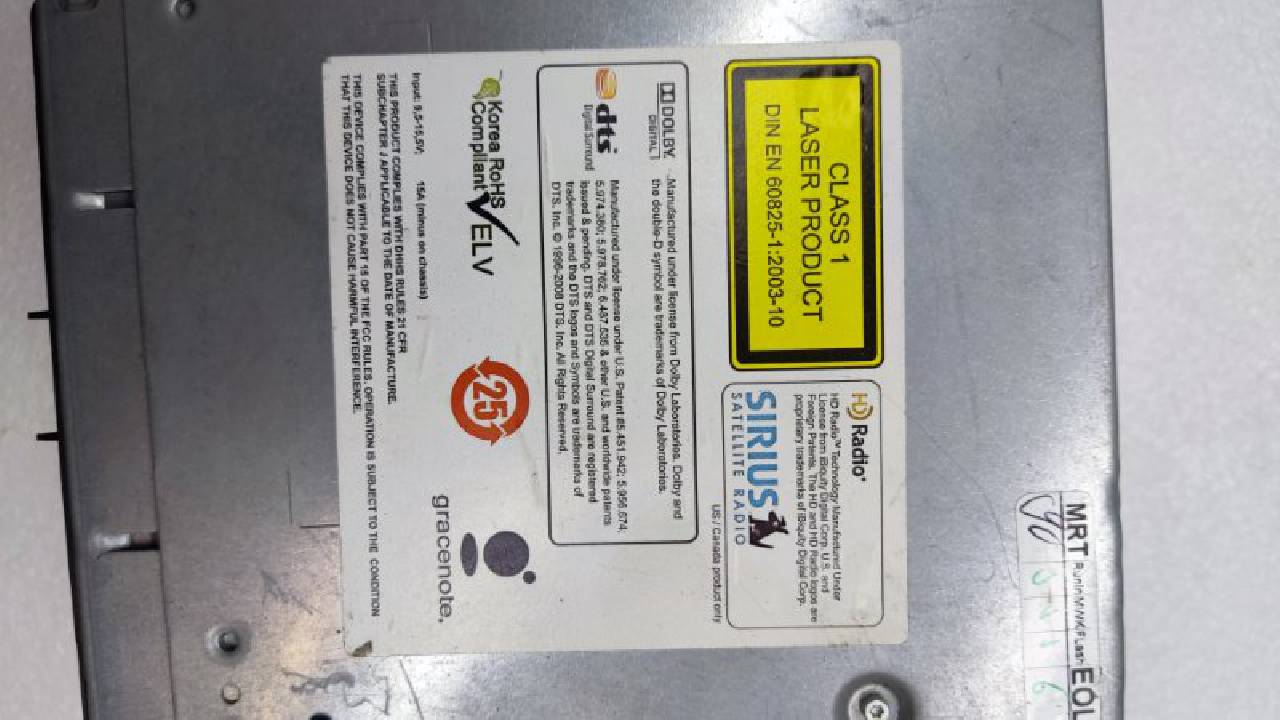 CLASS 1
LASER PRODUCT
DIN EN 60825-1:2003-10
HD Radio
HD Radio™ Technology Manufactured Under
License from iBiquity Digital Corp. U.S. and
Foreign Patents. The HD and HD Radio logos are
proprietary trademarks of iBiquity Digital Corp.
SIRIUS
SATELLITE RADIO
US / Canada product only
DOLBY
DIGITAL
Manufactured under license from Dolby Laboratories. Dolby and
the double-D symbol are trademarks of Dolby Laboratories.
dts
Digital Surround
Manufactured under license under U.S. Patent #5,451,942; 5,956,674;
5,974,380; 5,978,762; 6,487,535 & other U.S. and worldwide patents
issued & pending. DTS and DTS Digital Surround are registered
trademarks and the DTS logos and Symbols are trademarks of
DTS, Inc. © 1996-2008 DTS, Inc. All Rights Reserved.
Korea RoHS
Compliant
ELV
25
gracenote.
Input: 9,5-15,5V; 15A (minus on chassis)
THIS PRODUCT COMPLIES WITH DHHS RULES 21 CFR
SUBCHAPTER J APPLICABLE TO THE DATE OF MANUFACTURE.
THIS DEVICE COMPLIES WITH PART 15 OF THE FCC RULES. OPERATION IS SUBJECT TO THE CONDITION
THAT THIS DEVICE DOES NOT CAUSE HARMFUL INTERFERENCE.
MRT
EOL